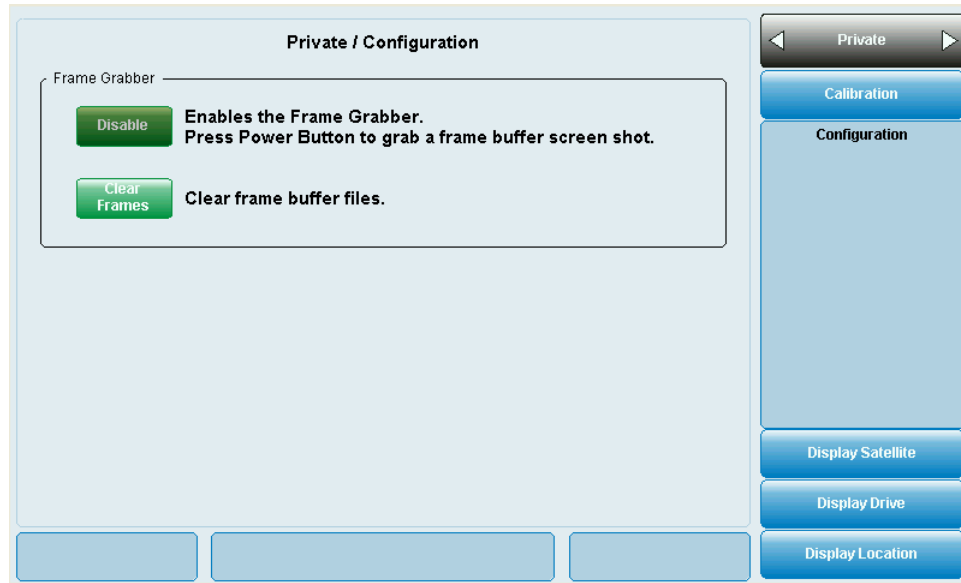 Private / Configuration
Frame Grabber
Disable
Enables the Frame Grabber.
Press Power Button to grab a frame buffer screen shot.
Clear
Frames
Clear frame buffer files.
Private
Calibration
Configuration
Display Satellite
Display Drive
Display Location